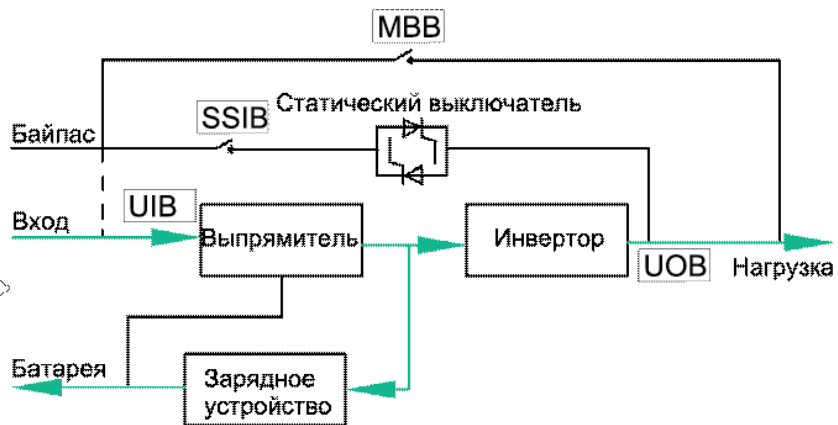 MBB
Статический выключатель
SSIB
Байпас
UIB
Вход
Выпрямитель
Инвертор
UOB
Нагрузка
Батарея
Зарядное
устройство